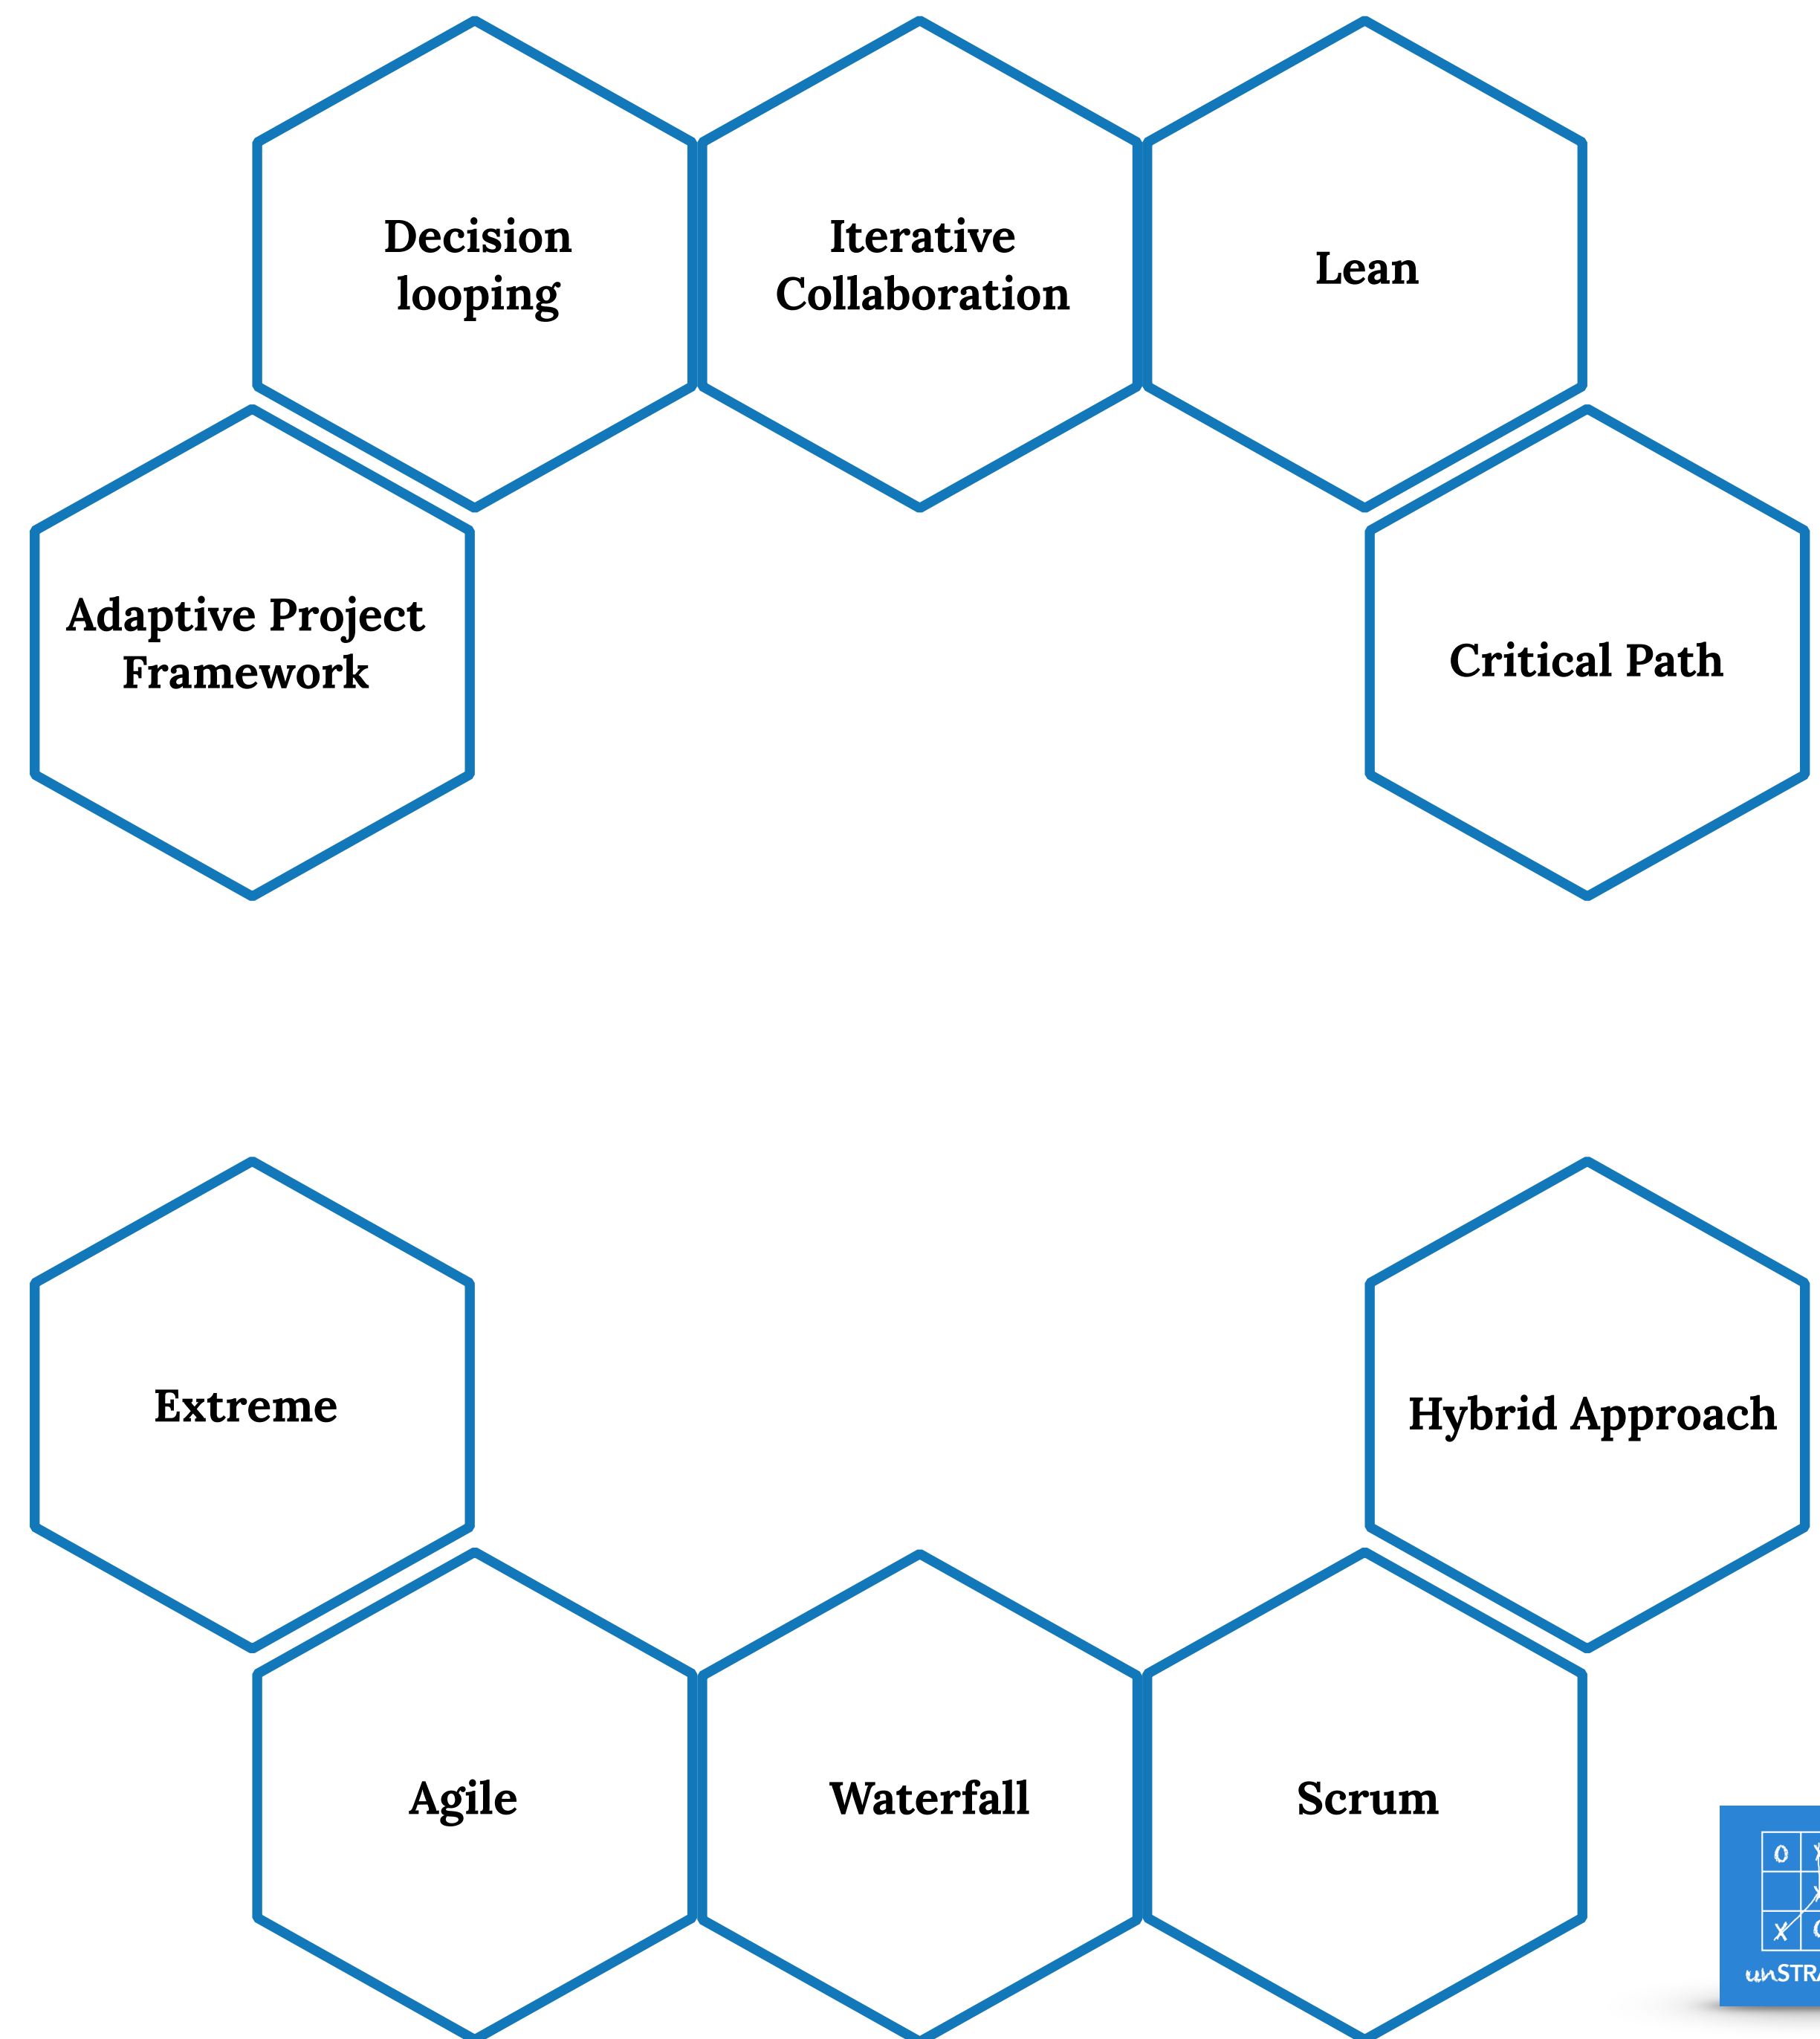 Decision
looping
Iterative
Collaboration
Lean
Adaptive Project
Framework
Critical Path
Extreme
Hybrid Approach
Agile
Waterfall
Scrum
O
X O